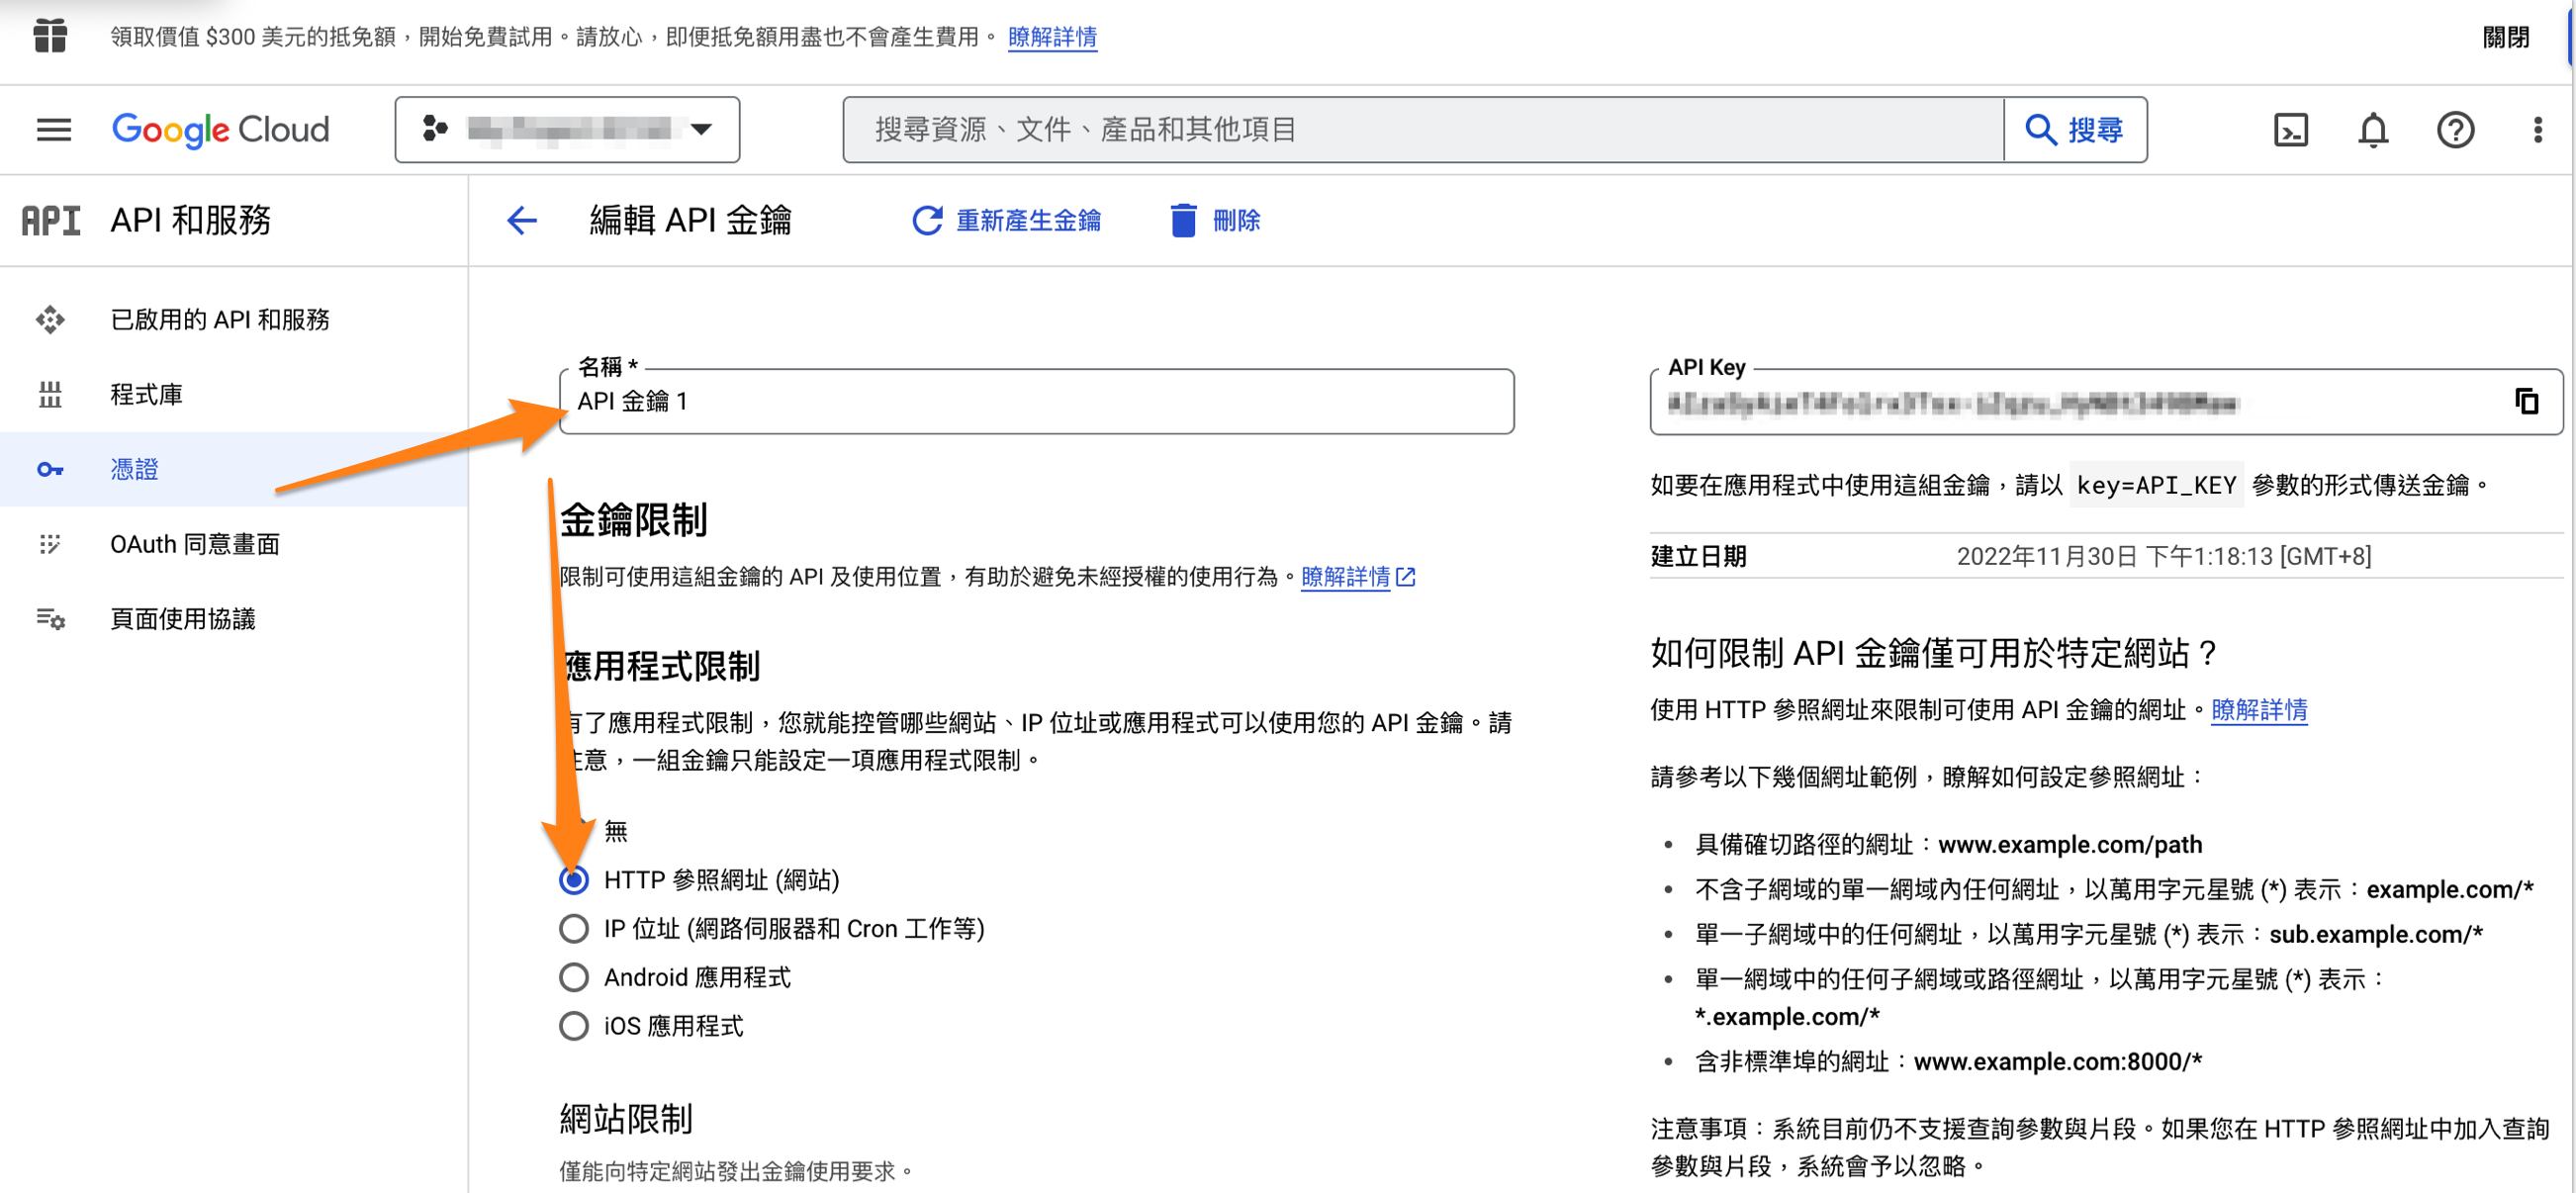 領取價值 $300 美元的抵免額，開始免費試用。請放心，即便抵免額用盡也不會產生費用。 瞭解詳情
關閉
Google Cloud
搜尋資源、文件、產品和其他項目
搜尋
API API 和服務
編輯 API 金鑰
重新產生金鑰
刪除
已啟用的 API 和服務
程式庫
憑證
OAuth 同意畫面
頁面使用協議
名稱 *
API 金鑰 1
金鑰限制
限制可使用這組金鑰的 API 及使用位置，有助於避免未經授權的使用行為。瞭解詳情
應用程式限制
有了應用程式限制，您就能控管哪些網站、IP 位址或應用程式可以使用您的 API 金鑰。請
注意，一組金鑰只能設定一項應用程式限制。
無
HTTP 參照網址 (網站)
IP 位址 (網路伺服器和 Cron 工作等)
Android 應用程式
iOS 應用程式
網站限制
僅能向特定網站發出金鑰使用要求。
API Key
如要在應用程式中使用這組金鑰，請以 key=API_KEY 參數的形式傳送金鑰。
建立日期 2022年11月30日 下午1:18:13 [GMT+8]
如何限制 API 金鑰僅可用於特定網站？
使用 HTTP 參照網址來限制可使用 API 金鑰的網址。瞭解詳情
請參考以下幾個網址範例，瞭解如何設定參照網址：
• 具備確切路徑的網址：www.example.com/path
• 不含子網域的單一網域內任何網址，以萬用字元星號 (*) 表示：example.com/*
• 單一子網域中的任何網址，以萬用字元星號 (*) 表示：sub.example.com/*
• 單一網域中的任何子網域或路徑網址，以萬用字元星號 (*) 表示：
*.example.com/*
• 含非標準埠的網址：www.example.com:8000/*
注意事項：系統目前仍不支援查詢參數與片段。如果您在 HTTP 參照網址中加入查詢
參數與片段，系統會予以忽略。